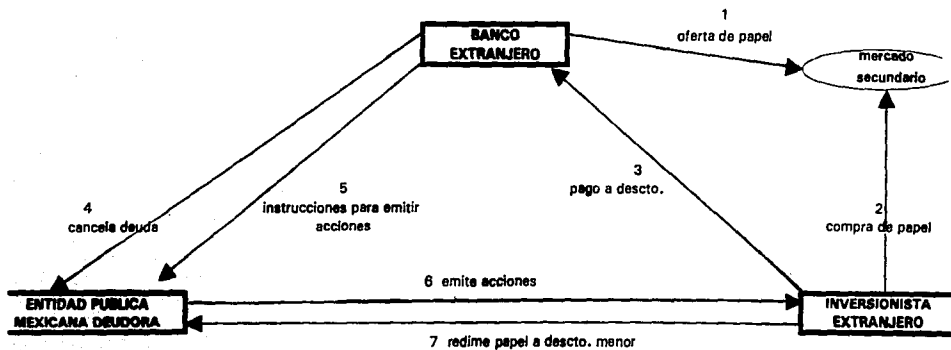 1
oferta de papel
BANCO
EXTRANJERO
mercado
secundario
3
pago a descto.
2
compra de papel
5
instrucciones para emitir
acciones
4
cancela deuda
6 emite acciones
ENTIDAD PUBLICA
MEXICANA DEUDORA
INVERSIONISTA
EXTRANJERO
7 redime papel a descto. menor